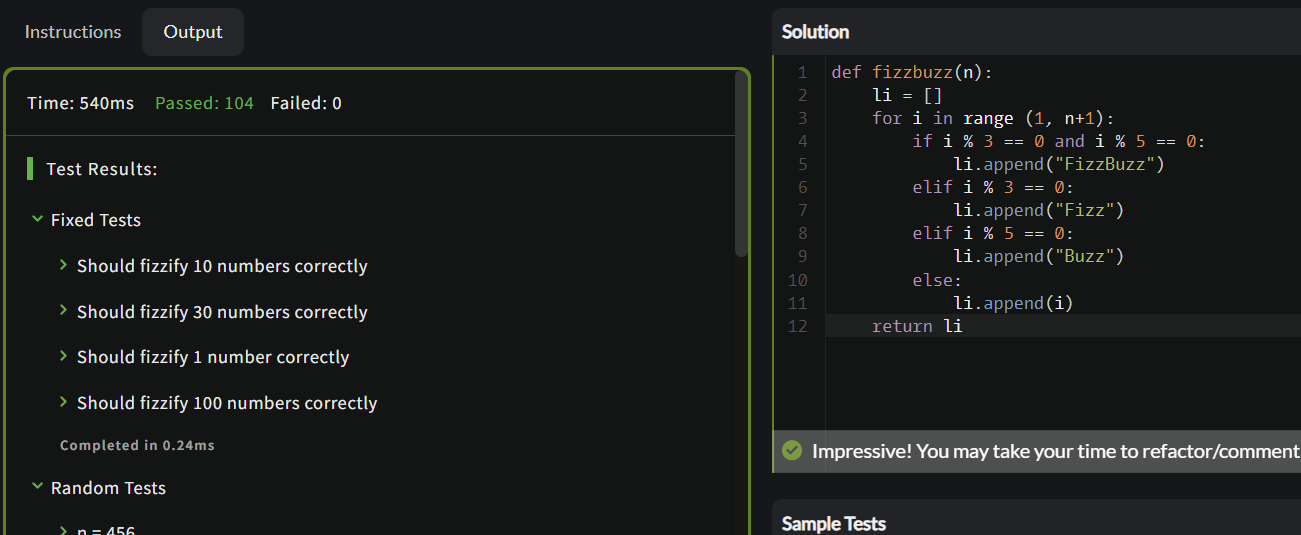 Instructions
Output
Time: 540ms Passed: 104 Failed: 0
Test Results:
Fixed Tests
Should fizzify 10 numbers correctly
Should fizzify 30 numbers correctly
Should fizzify 1 number correctly
Should fizzify 100 numbers correctly
Completed in 0.24ms
Random Tests
n = 456
Solution
1 def fizzbuzz(n):
2     li = []
3     for i in range (1, n+1):
4         if i % 3 == 0 and i % 5 == 0:
5             li.append("FizzBuzz")
6         elif i % 3 == 0:
7             li.append("Fizz")
8         elif i % 5 == 0:
9             li.append("Buzz")
10         else:
11             li.append(i)
12     return li
Impressive! You may take your time to refactor/comment
Sample Tests